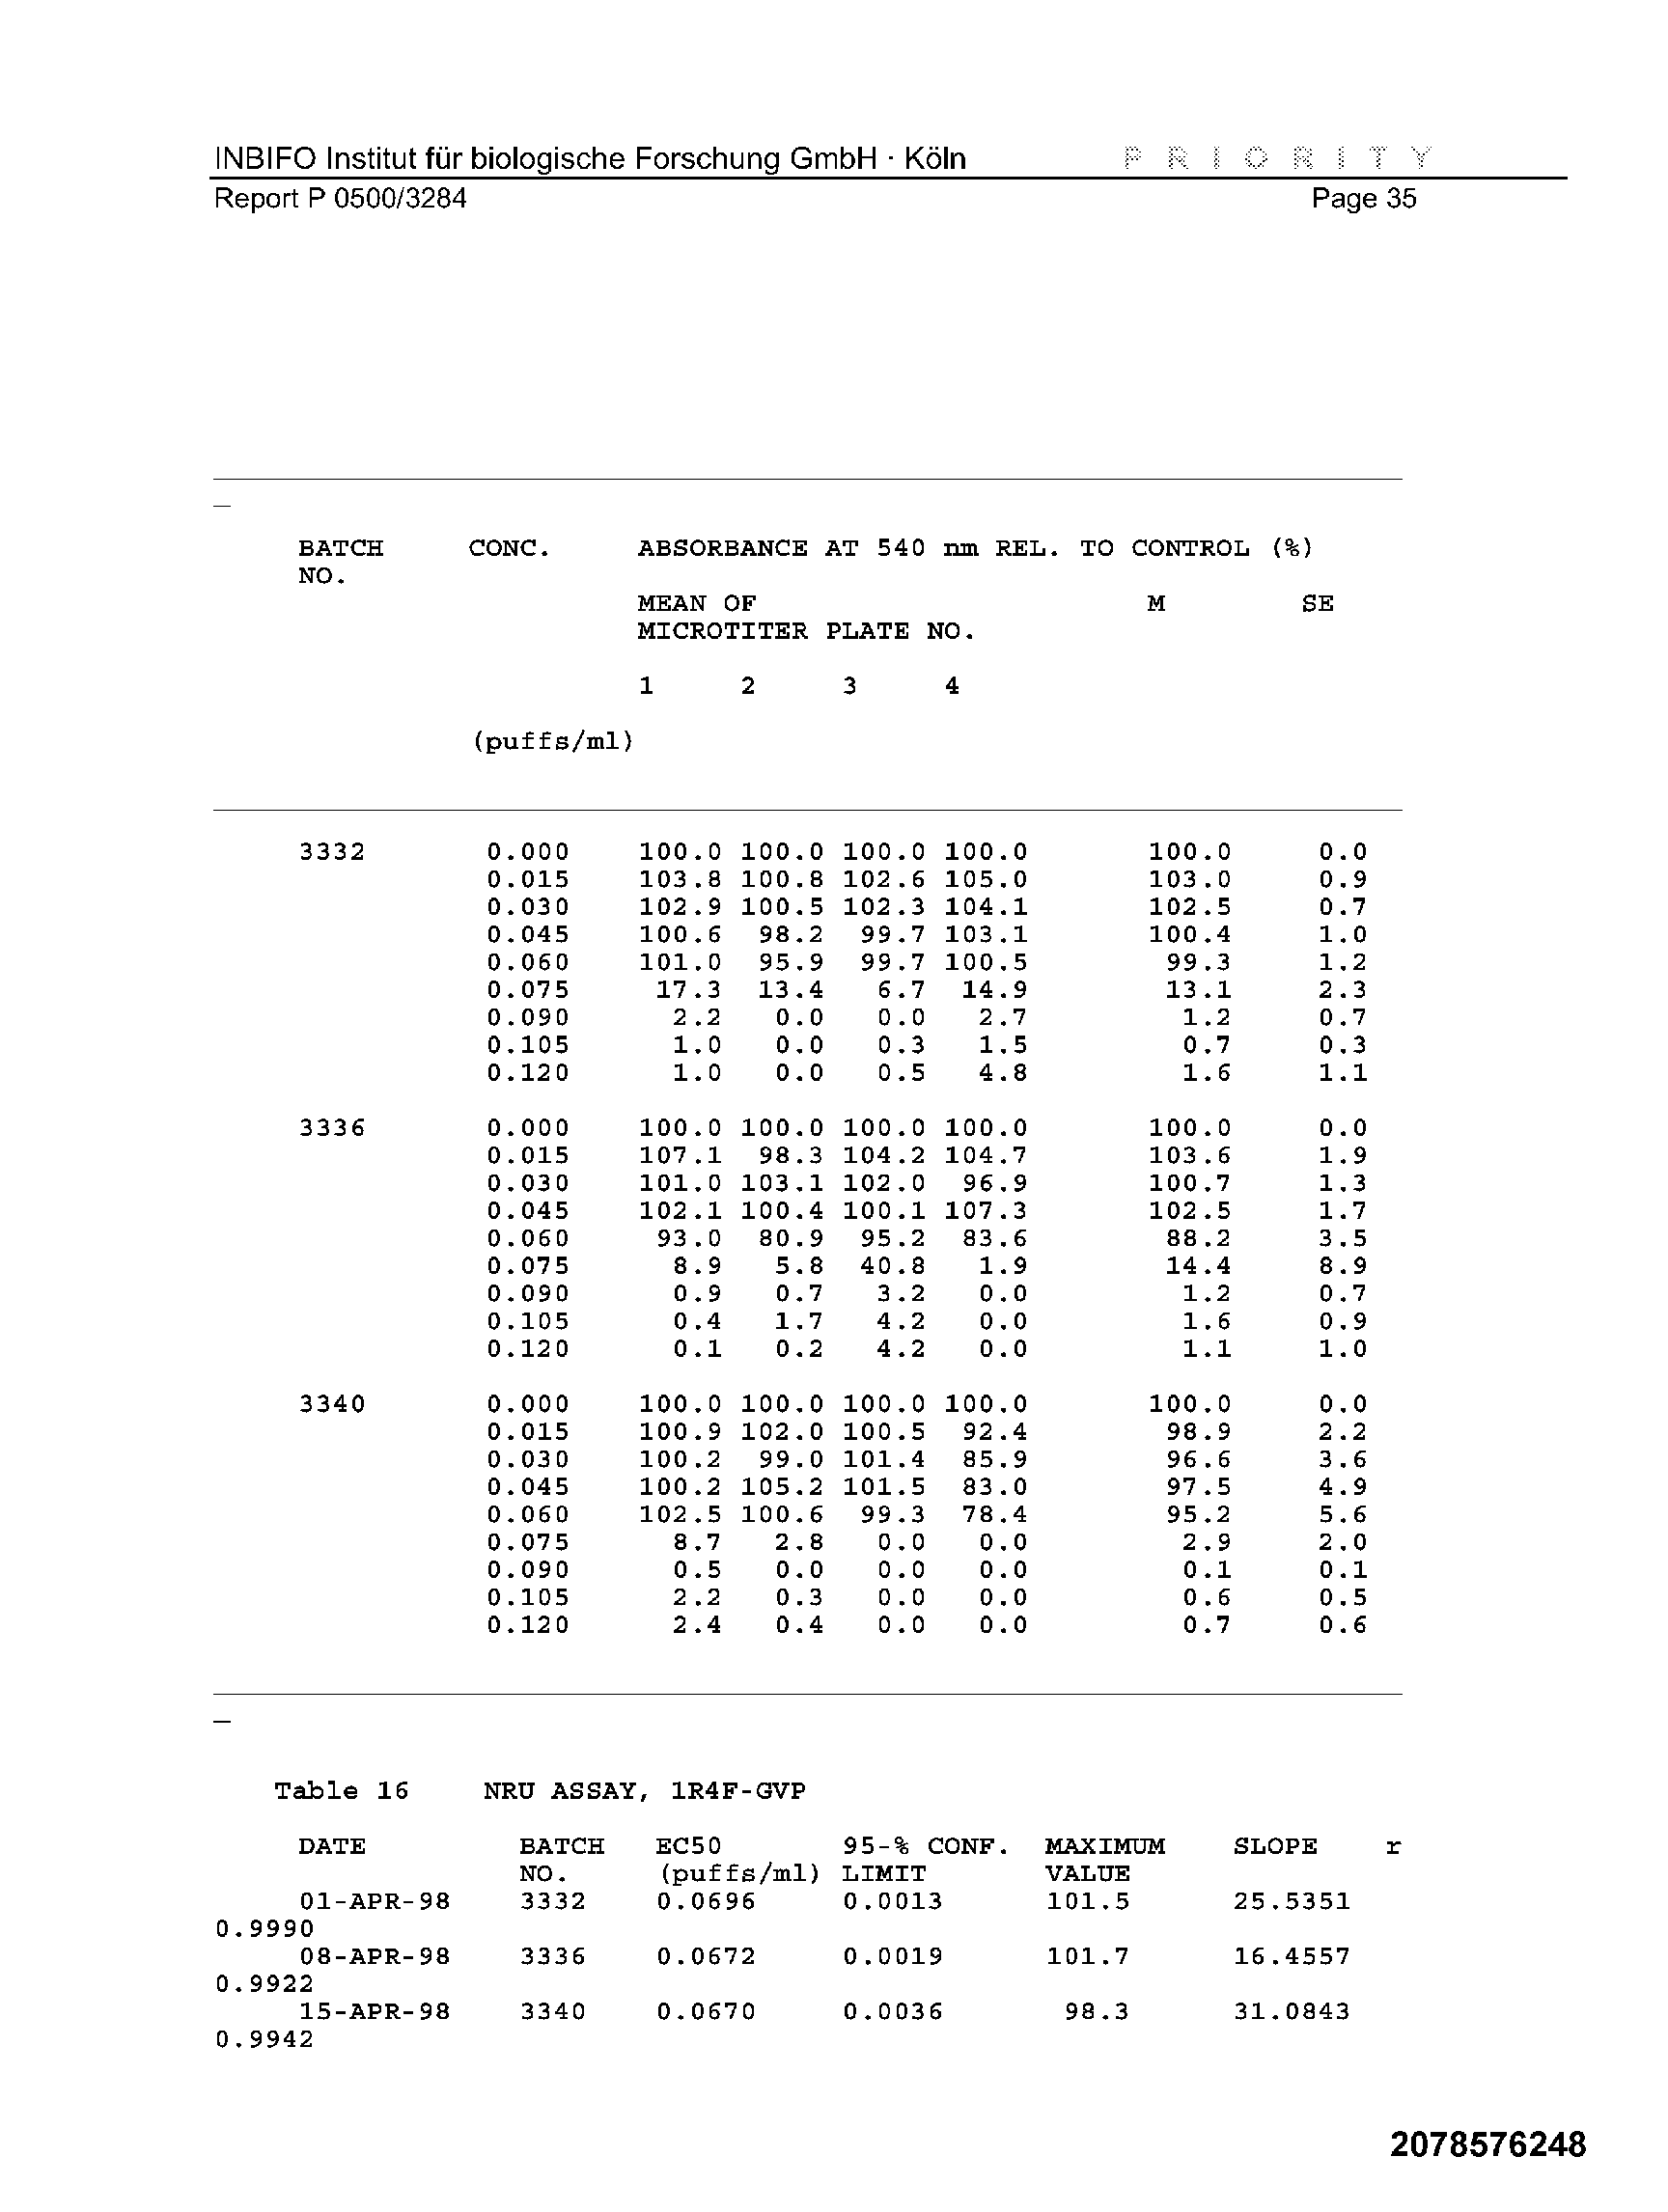 INBIFO Institut für biologische Forschung GmbH · Köln PRIORITY
Report P 0500/3284 Page 35
BATCH CONC. ABSORBANCE AT 540 nm REL. TO CONTROL (%)
NO.
MEAN OF M SE
MICROTITER PLATE NO.
1 2 3 4
(puffs/ml)
3332 0.000 100.0 100.0 100.0 100.0 100.0 0.0
0.015 103.8 100.8 102.6 105.0 103.0 0.9
0.030 102.9 100.5 102.3 104.1 102.5 0.7
0.045 100.6 98.2 99.7 103.1 100.4 1.0
0.060 101.0 95.9 99.7 100.5 99.3 1.2
0.075 17.3 13.4 6.7 14.9 13.1 2.3
0.090 2.2 0.0 0.0 2.7 1.2 0.7
0.105 1.0 0.0 0.3 1.5 0.7 0.3
0.120 1.0 0.0 0.5 4.8 1.6 1.1
3336 0.000 100.0 100.0 100.0 100.0 100.0 0.0
0.015 107.1 98.3 104.2 104.7 103.6 1.9
0.030 101.0 103.1 102.0 96.9 100.7 1.3
0.045 102.1 100.4 100.1 107.3 102.5 1.7
0.060 93.0 80.9 95.2 83.6 88.2 3.5
0.075 8.9 5.8 40.8 1.9 14.4 8.9
0.090 0.9 0.7 3.2 0.0 1.2 0.7
0.105 0.4 1.7 4.2 0.0 1.6 0.9
0.120 0.1 0.2 4.2 0.0 1.1 1.0
3340 0.000 100.0 100.0 100.0 100.0 100.0 0.0
0.015 100.9 102.0 100.5 92.4 98.9 2.2
0.030 100.2 99.0 101.4 85.9 96.6 3.6
0.045 100.2 105.2 101.5 83.0 97.5 4.9
0.060 102.5 100.6 99.3 78.4 95.2 5.6
0.075 8.7 2.8 0.0 0.0 2.9 2.0
0.090 0.5 0.0 0.0 0.0 0.1 0.1
0.105 2.2 0.3 0.0 0.0 0.6 0.5
0.120 2.4 0.4 0.0 0.0 0.7 0.6
Table 16 NRU ASSAY, 1R4F-GVP
DATE BATCH EC50 95-% CONF. MAXIMUM SLOPE r
NO. (puffs/ml) LIMIT VALUE
01-APR-98 3332 0.0696 0.0013 101.5 25.5351
0.9990
08-APR-98 3336 0.0672 0.0019 101.7 16.4557
0.9922
15-APR-98 3340 0.0670 0.0036 98.3 31.0843
0.9942
2078576248